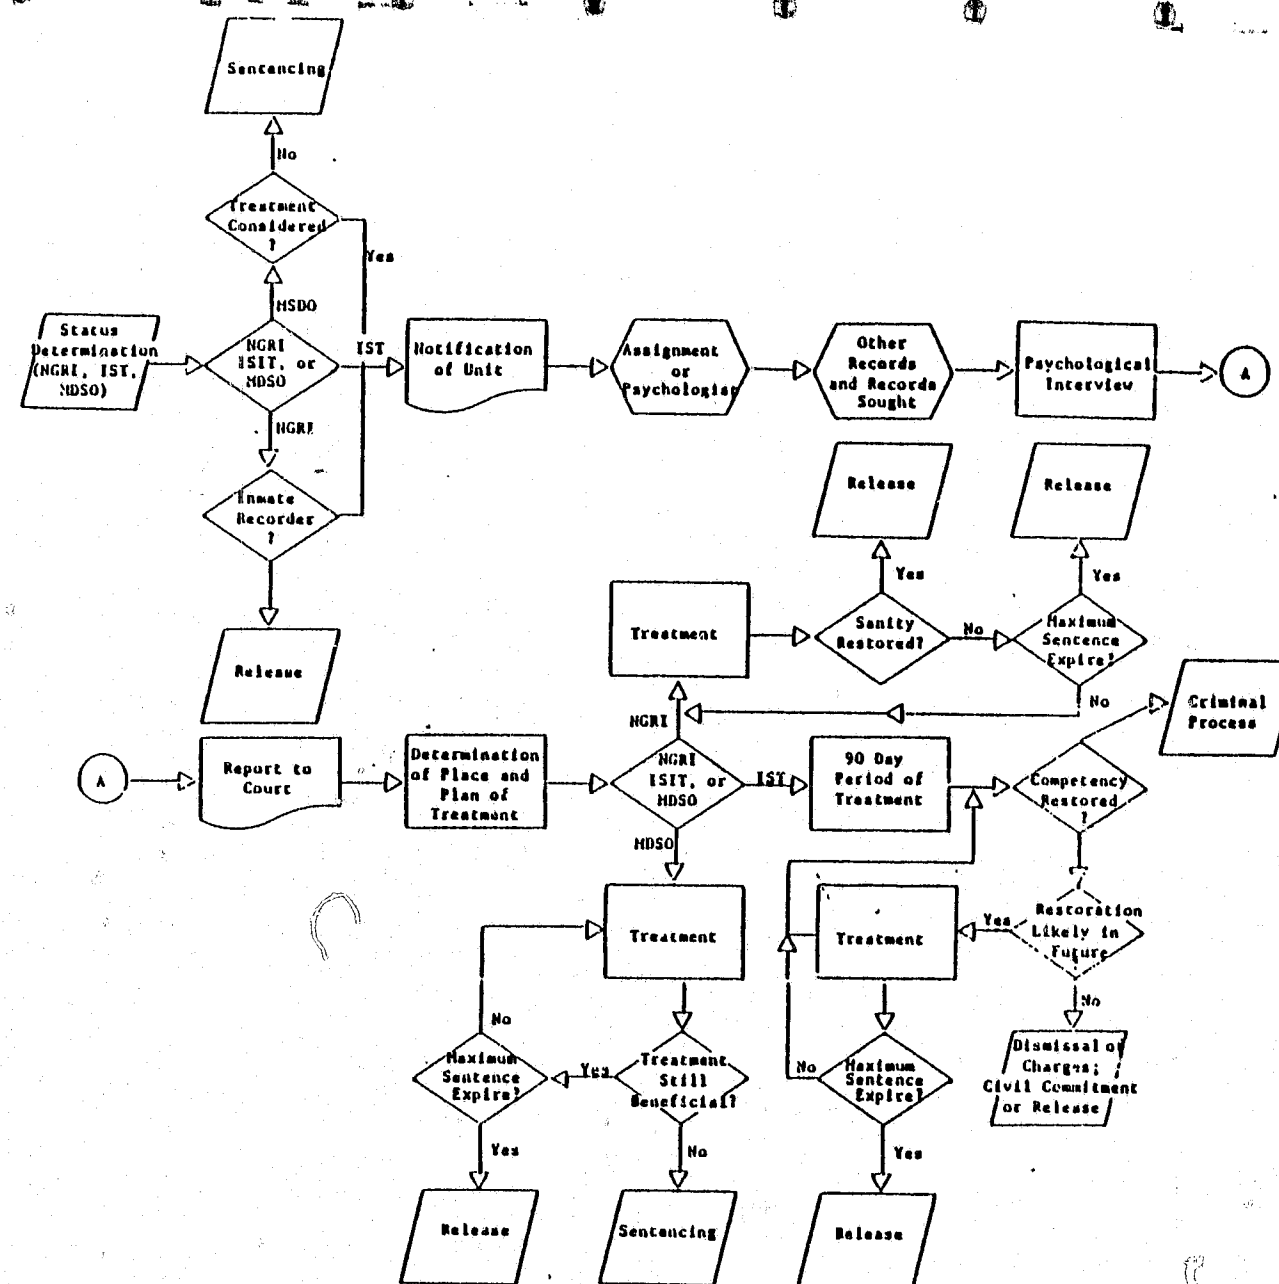 Sentencing
No
Treatment
Considered
?
Yes
MSDO
Status
Determination
(NGRI, IST,
MDSO)
NGRI
ISIT, or
MDSO
IST
Notification
of Unit
Assignment
or
Psychologist
Other
Records
and Records
Sought
Psychological
Interview
A
NGRI
Inmate
Recorder
?
Release
Release
Release
Yes
Yes
Treatment
Sanity
Restored?
No
Maximum
Sentence
Expire?
No
NGRI
Criminal
Process
A
Report to
Court
Determination
of Place and
Plan of
Treatment
NGRI
ISIT, or
MDSO
IST
90 Day
Period of
Treatment
Competency
Restored
?
MDSO
Treatment
Treatment
Yes
Restoration
Likely in
Future
No
No
Maximum
Sentence
Expire?
Yes
Treatment
Still
Beneficial?
No
Maximum
Sentence
Expire?
Dismissal of
Charges;
Civil Commitment
or Release
Yes
No
Yes
Release
Sentencing
Release